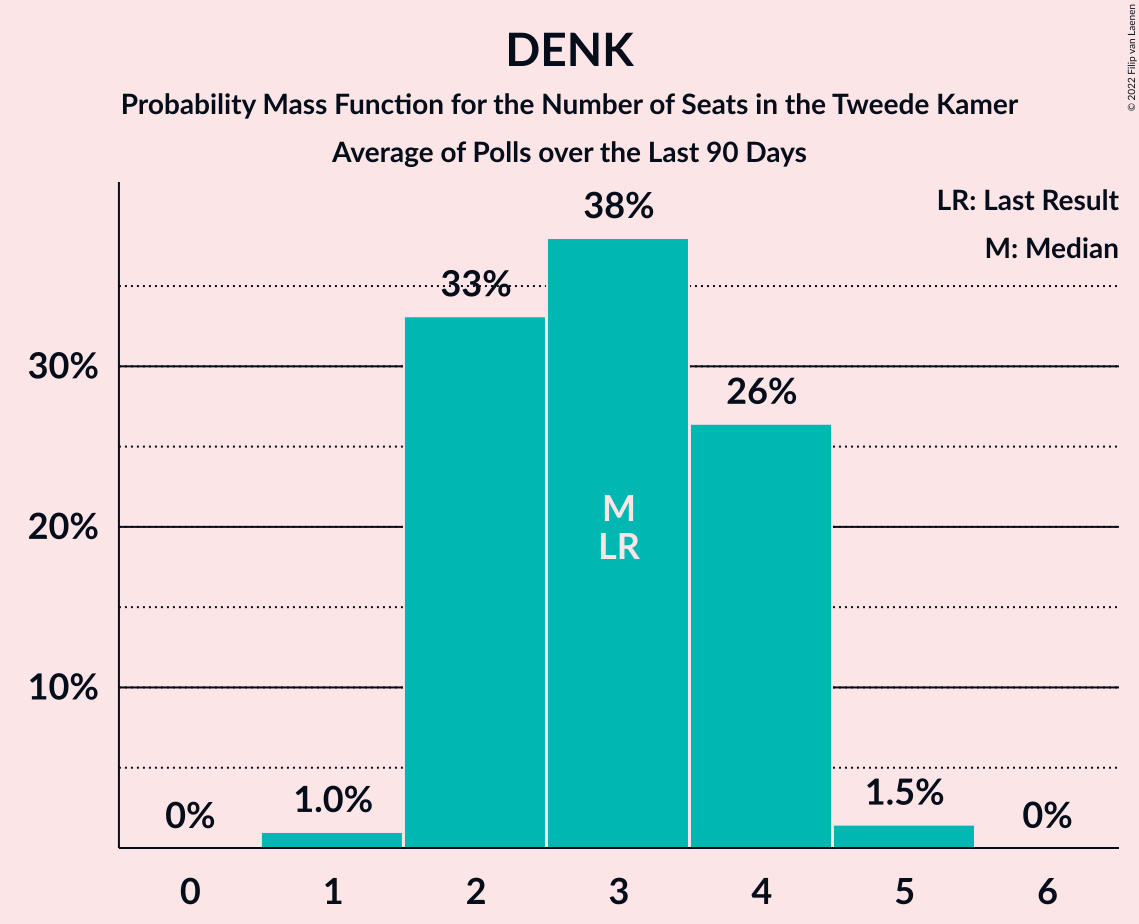 DENK
Probability Mass Function for the Number of Seats in the Tweede Kamer
Average of Polls over the Last 90 Days
© 2022 Filip van Laenen
LR: Last Result
M: Median
38%
33%
30%
26%
M
LR
20%
10%
0%
1.0%
1.5%
0%
0 1 2 3 4 5 6